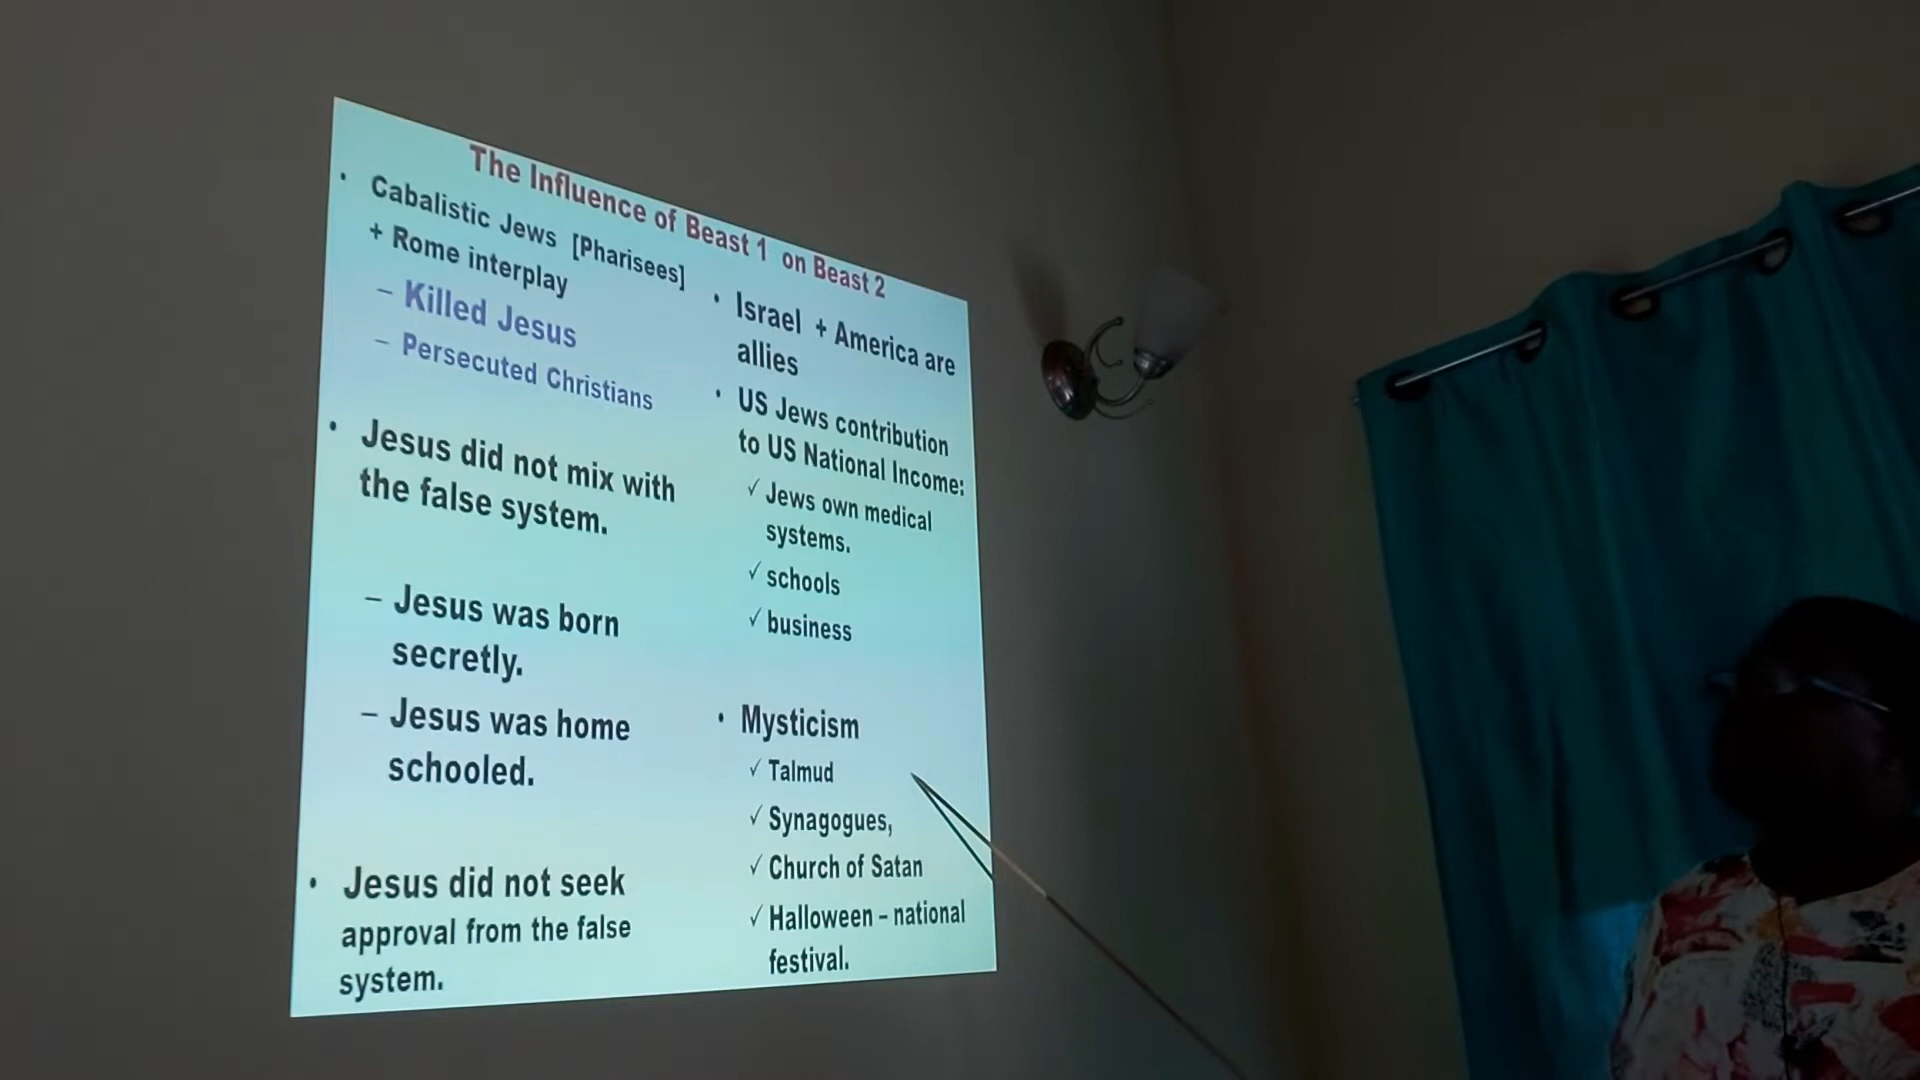 The Influence of Beast 1 on Beast 2
• Cabalistic Jews [Pharisees]
+ Rome interplay
– Killed Jesus
– Persecuted Christians
• Jesus did not mix with
the false system.
– Jesus was born
secretly.
– Jesus was home
schooled.
• Jesus did not seek
approval from the false
system.
• Israel + America are
allies
• US Jews contribution
to US National Income:
✓ Jews own medical
systems.
✓ schools
✓ business
• Mysticism
✓ Talmud
✓ Synagogues,
✓ Church of Satan
✓ Halloween – national
festival.